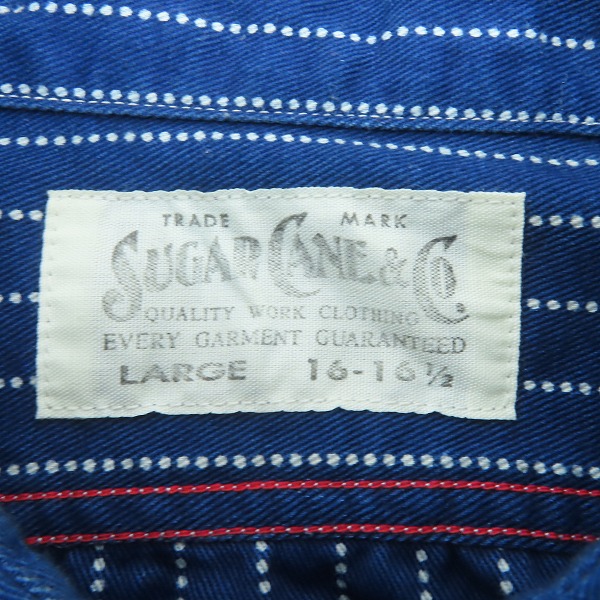 TRADE MARK
SUGAR CANE & CO.
QUALITY WORK CLOTHING
EVERY GARMENT GUARANTEED
LARGE 16-16½